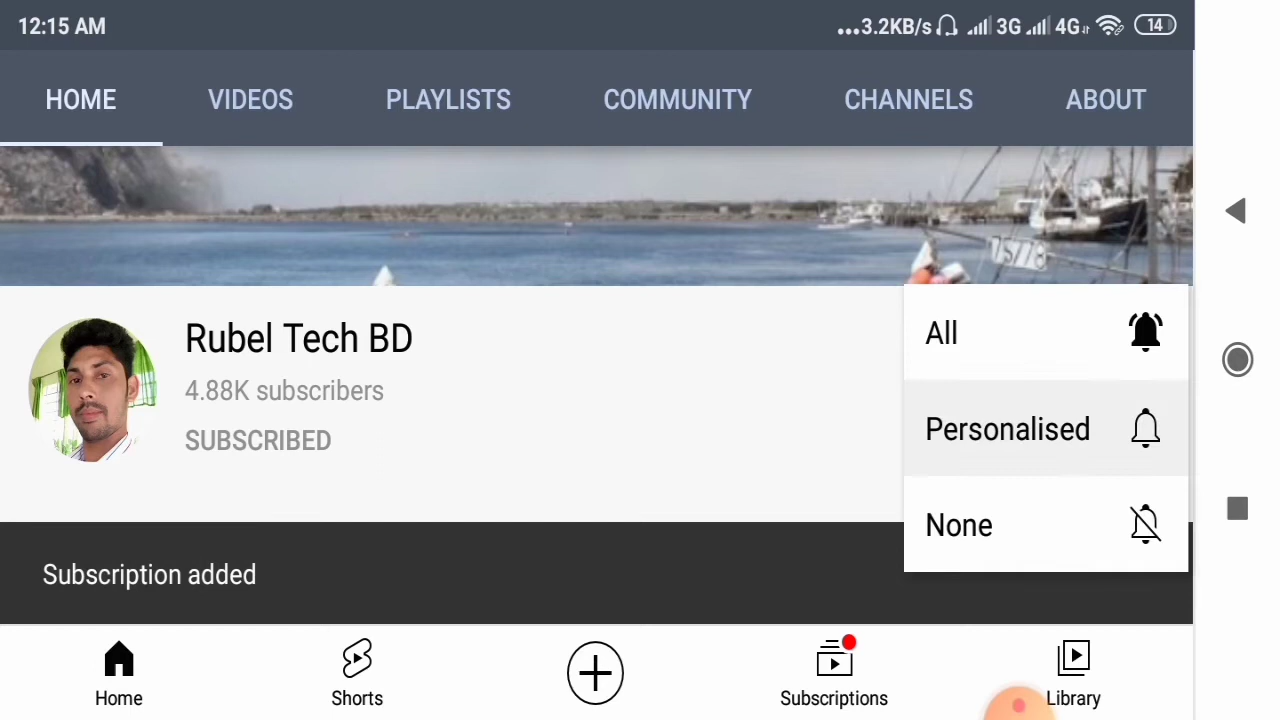 12:15 AM
...3.2KB/s 3G 4G 14
HOME VIDEOS PLAYLISTS COMMUNITY CHANNELS ABOUT
75778
Rubel Tech BD
4.88K subscribers
SUBSCRIBED
All
Personalised
None
Subscription added
Home Shorts Subscriptions Library